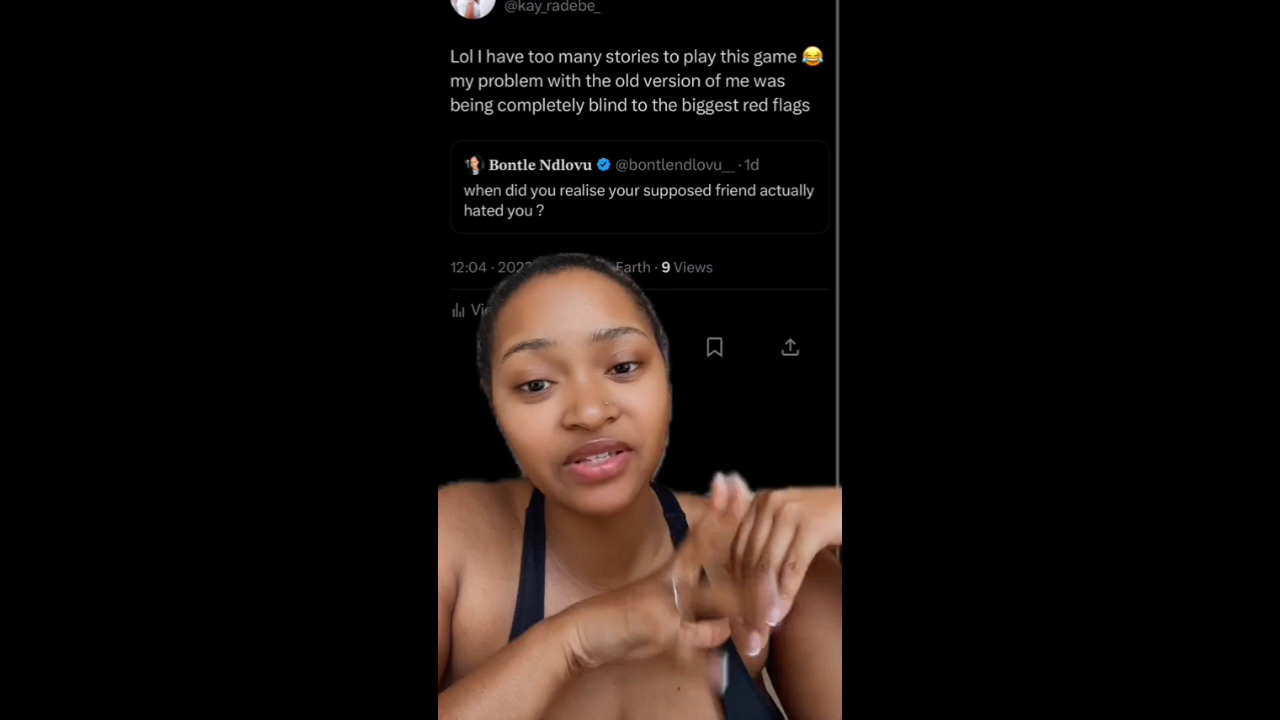 @kay_radebe_
Lol I have too many stories to play this game 😂
my problem with the old version of me was
being completely blind to the biggest red flags
Bontle Ndlovu @bontlendlovu__ · 1d
when did you realise your supposed friend actually
hated you ?
12:04 · Earth · 9 Views